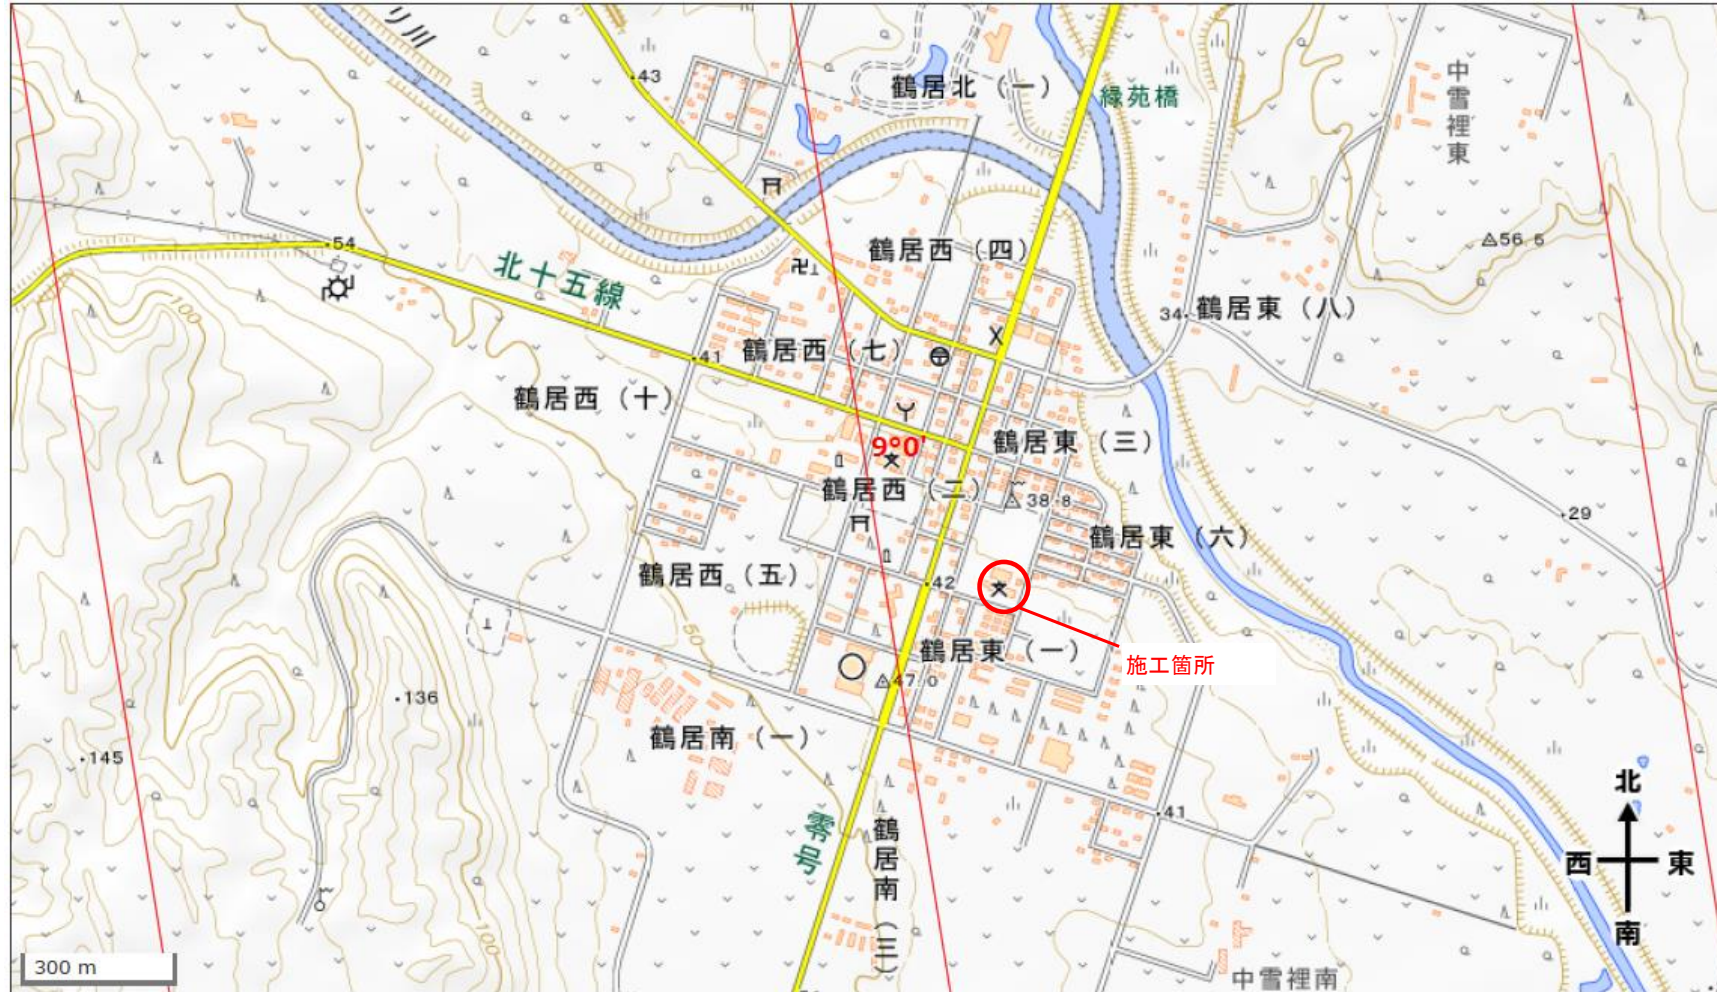 リ川
43
鶴居北（一）
緑苑橋
中雪裡東
54
鶴居西（四）
56.5
北十五線
100
34
鶴居東（八）
41
鶴居西（七）
鶴居西（十）
9°0'
鶴居東（三）
鶴居西（二）
38.8
29
鶴居東（六）
鶴居西（五）
42
50
鶴居東（一）
施工箇所
47.0
136
鶴居南（一）
145
北
41
零号
鶴居南（三）
西
東
100
南
300 m
中雪裡南